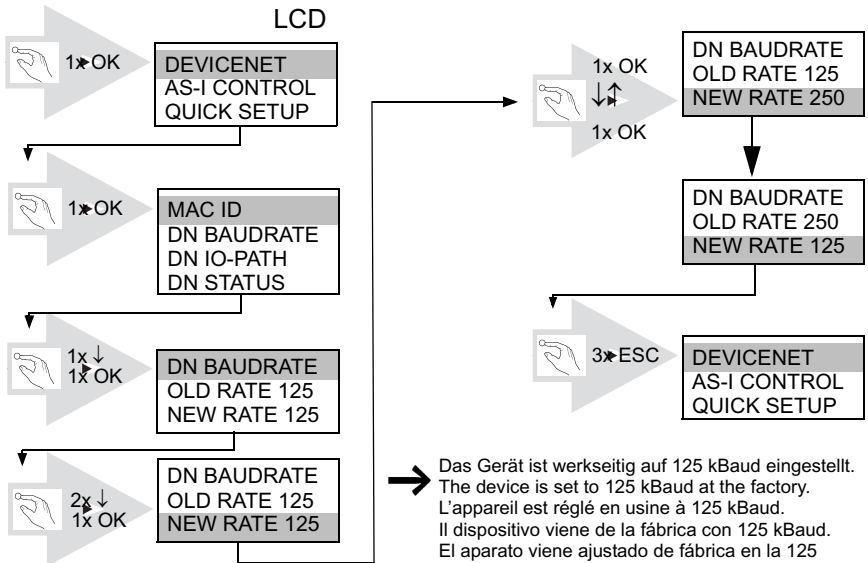 LCD
1x OK
DEVICENET
AS-I CONTROL
QUICK SETUP
1x OK
MAC ID
DN BAUDRATE
DN IO-PATH
DN STATUS
1x ↓
1x OK
DN BAUDRATE
OLD RATE 125
NEW RATE 125
2x ↓
1x OK
DN BAUDRATE
OLD RATE 125
NEW RATE 125
1x OK
↓↑
1x OK
DN BAUDRATE
OLD RATE 125
NEW RATE 250
DN BAUDRATE
OLD RATE 250
NEW RATE 125
3x ESC
DEVICENET
AS-I CONTROL
QUICK SETUP
Das Gerät ist werkseitig auf 125 kBaud eingestellt.
The device is set to 125 kBaud at the factory.
L'appareil est réglé en usine à 125 kBaud.
Il dispositivo viene de la fábrica con 125 kBaud.
El aparato viene ajustado de fábrica en la 125